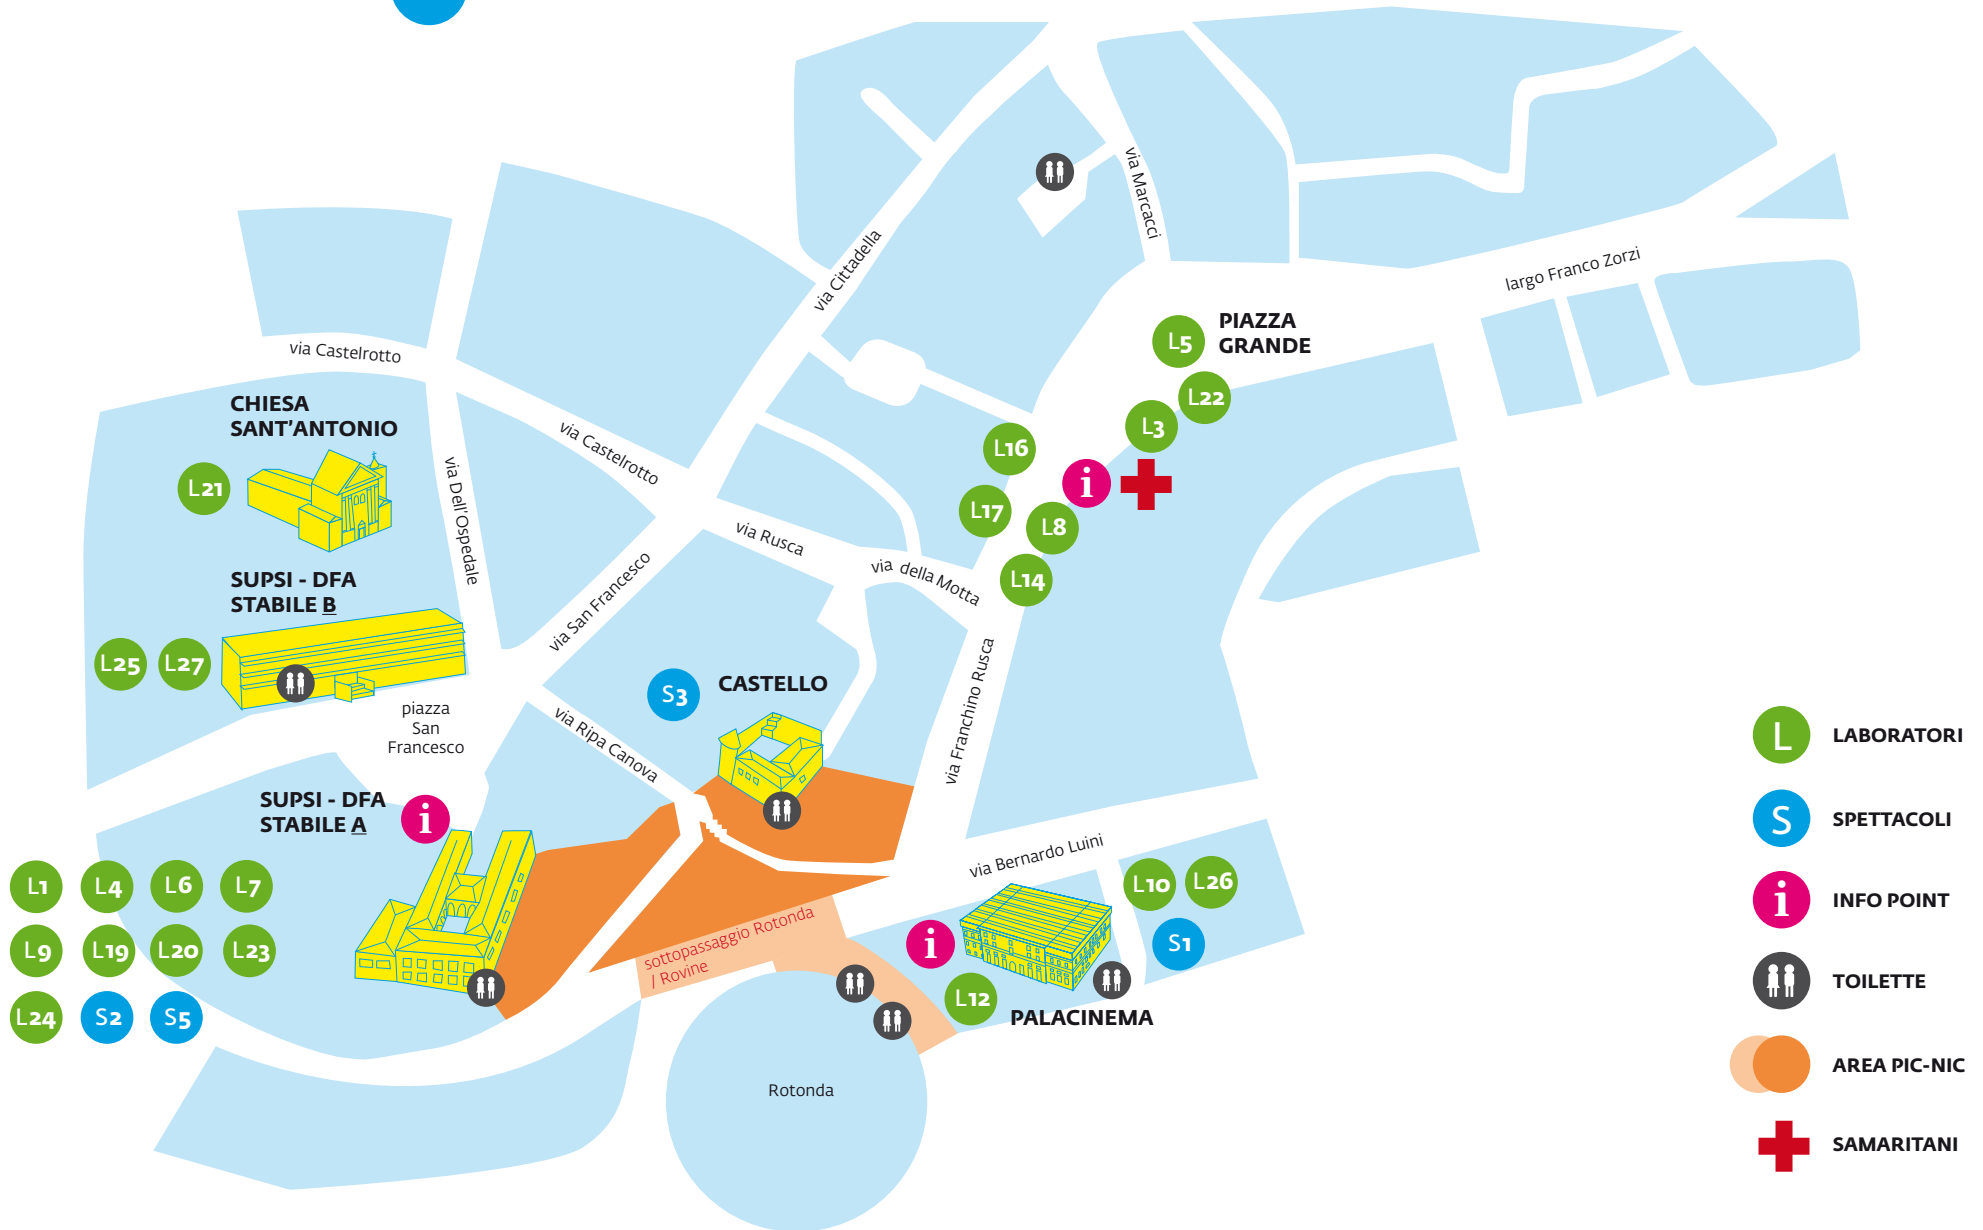 via Marcacci
via Cittadella
largo Franco Zorzi
PIAZZA
GRANDE
L5
L22
L3
L16
i
L17
L8
L14
via Castelrotto
via Castelrotto
CHIESA
SANT'ANTONIO
L21
via Dell'Ospedale
via Rusca
via della Motta
via San Francesco
SUPSI - DFA
STABILE B
L25
L27
piazza
San
Francesco
S3
CASTELLO
via Ripa Canova
via Franchino Rusca
SUPSI - DFA
STABILE A
i
L1
L4
L6
L7
L9
L19
L20
L23
L24
S2
S5
via Bernardo Luini
L10
L26
S1
i
L12
PALACINEMA
sottopassaggio Rotonda
/ Rovine
Rotonda
L
LABORATORI
S
SPETTACOLI
i
INFO POINT
TOILETTE
AREA PIC-NIC
SAMARITANI